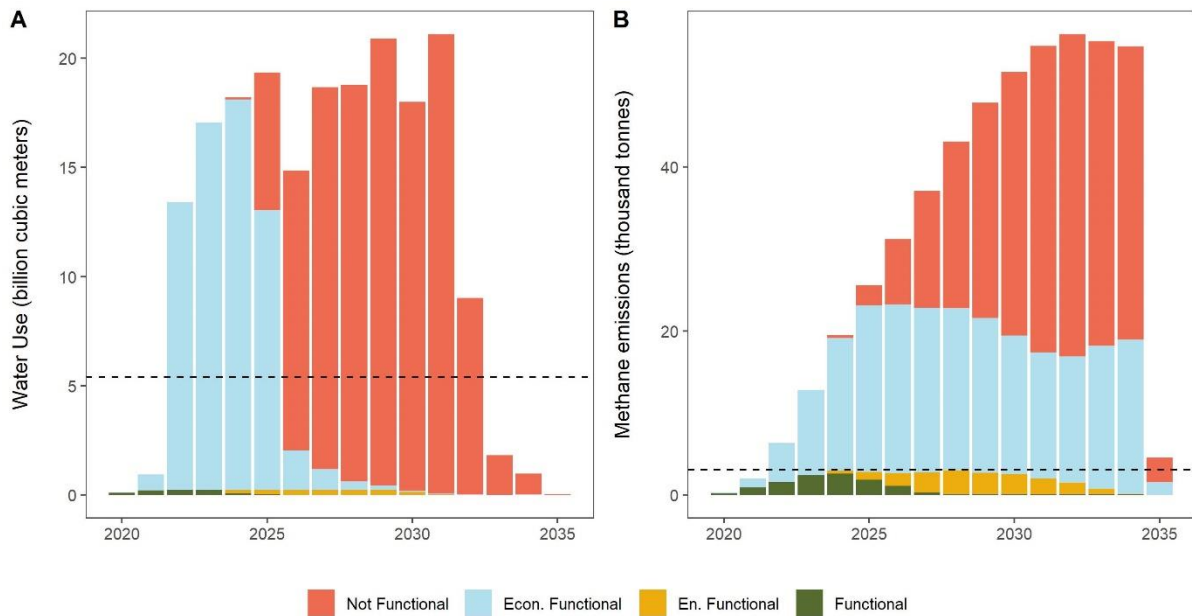 A
Water Use (billion cubic meters)
20
15
10
5
0
2020 2025 2030 2035
B
Methane emissions (thousand tonnes)
40
20
0
2020 2025 2030 2035
Not Functional Econ. Functional En. Functional Functional